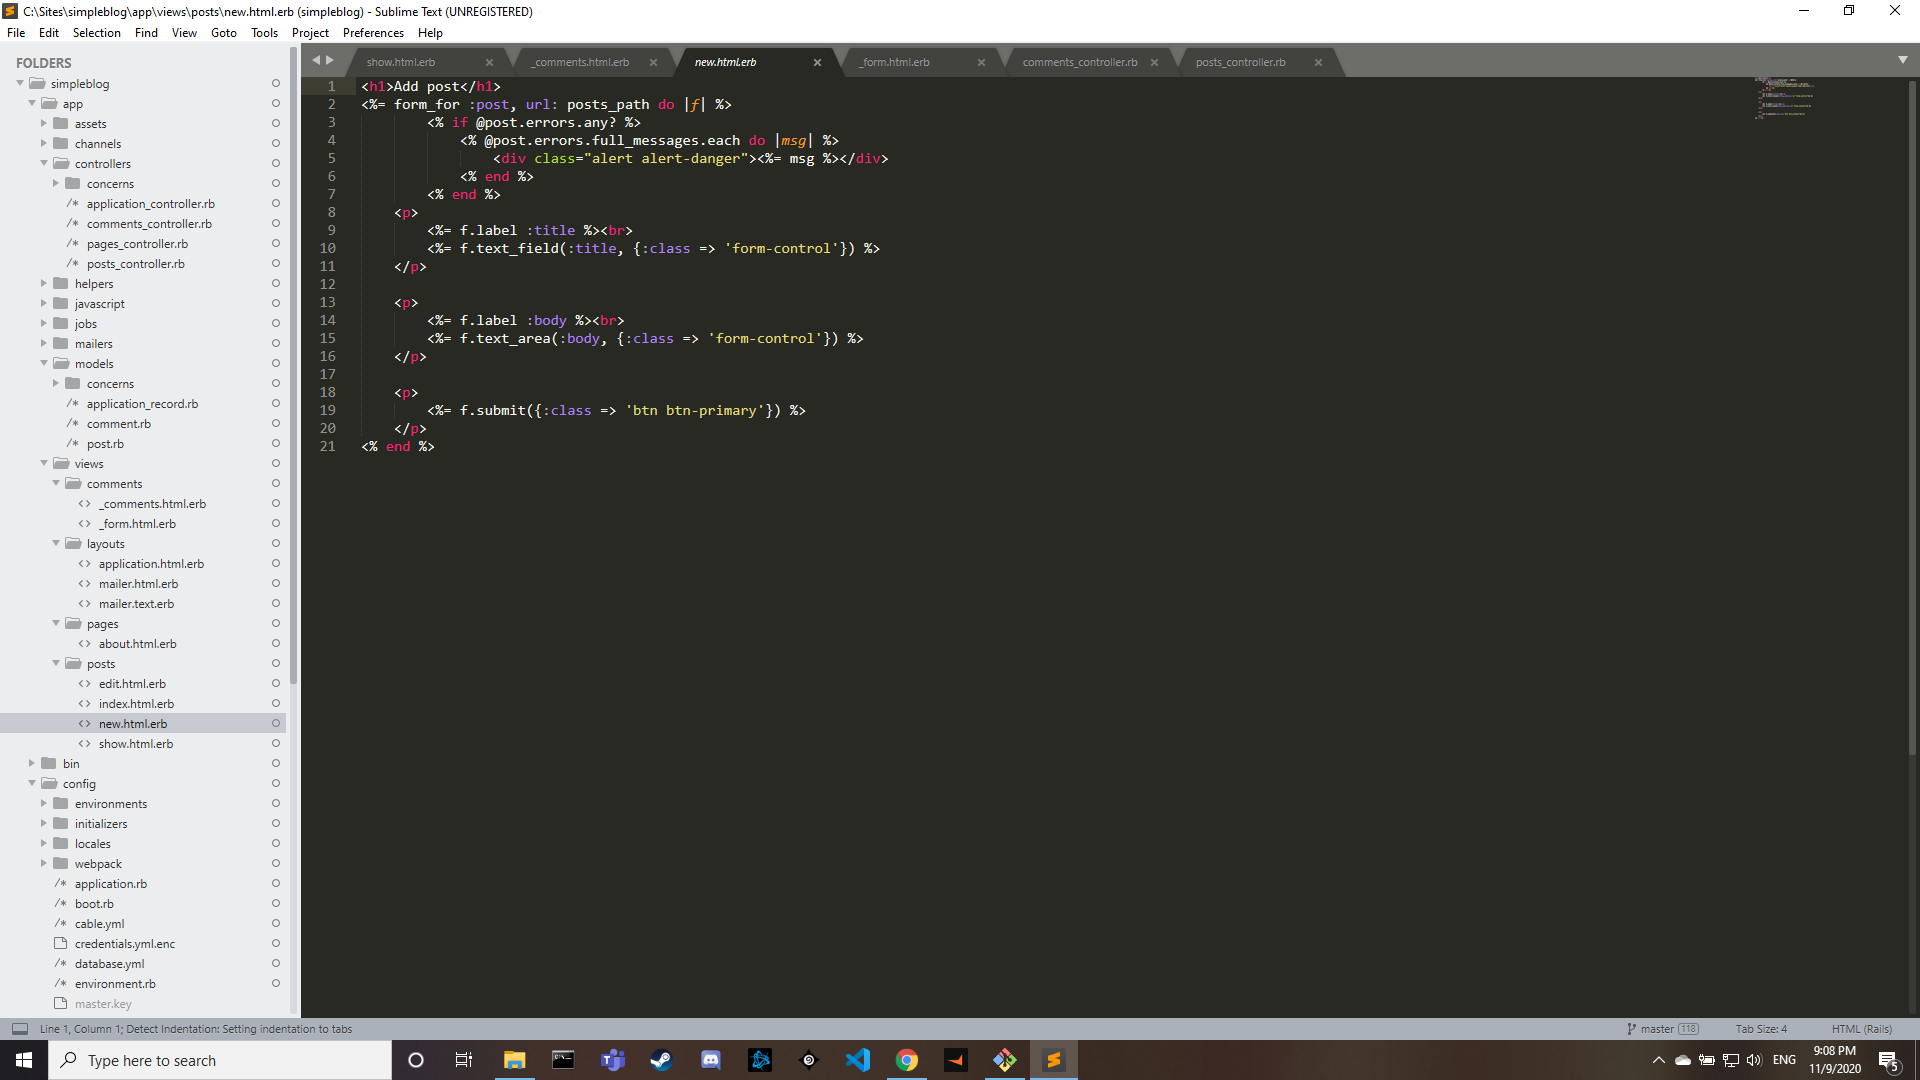 C:\Sites\simpleblog\app\views\posts\new.html.erb (simpleblog) - Sublime Text (UNREGISTERED)
File Edit Selection Find View Goto Tools Project Preferences Help
FOLDERS
simpleblog
app
assets
channels
controllers
concerns
/* application_controller.rb
/* comments_controller.rb
/* pages_controller.rb
/* posts_controller.rb
helpers
javascript
jobs
mailers
models
concerns
/* application_record.rb
/* comment.rb
/* post.rb
views
comments
<> _comments.html.erb
<> _form.html.erb
layouts
<> application.html.erb
<> mailer.html.erb
<> mailer.text.erb
pages
<> about.html.erb
posts
<> edit.html.erb
<> index.html.erb
<> new.html.erb
<> show.html.erb
bin
config
environments
initializers
locales
webpack
/* application.rb
/* boot.rb
/* cable.yml
credentials.yml.enc
/* database.yml
/* environment.rb
master.key
show.html.erb × _comments.html.erb × new.html.erb × _form.html.erb × comments_controller.rb × posts_controller.rb ×
1 <h1>Add post</h1>
2 <%= form_for :post, url: posts_path do |f| %>
3         <% if @post.errors.any? %>
4             <% @post.errors.full_messages.each do |msg| %>
5                 <div class="alert alert-danger"><%= msg %></div>
6             <% end %>
7         <% end %>
8     <p>
9         <%= f.label :title %><br>
10         <%= f.text_field(:title, {:class => 'form-control'}) %>
11     </p>
12
13     <p>
14         <%= f.label :body %><br>
15         <%= f.text_area(:body, {:class => 'form-control'}) %>
16     </p>
17
18     <p>
19         <%= f.submit({:class => 'btn btn-primary'}) %>
20     </p>
21 <% end %>
Line 1, Column 1; Detect Indentation: Setting indentation to tabs master 118 Tab Size: 4 HTML (Rails)
Type here to search
ENG
9:08 PM
11/9/2020
5